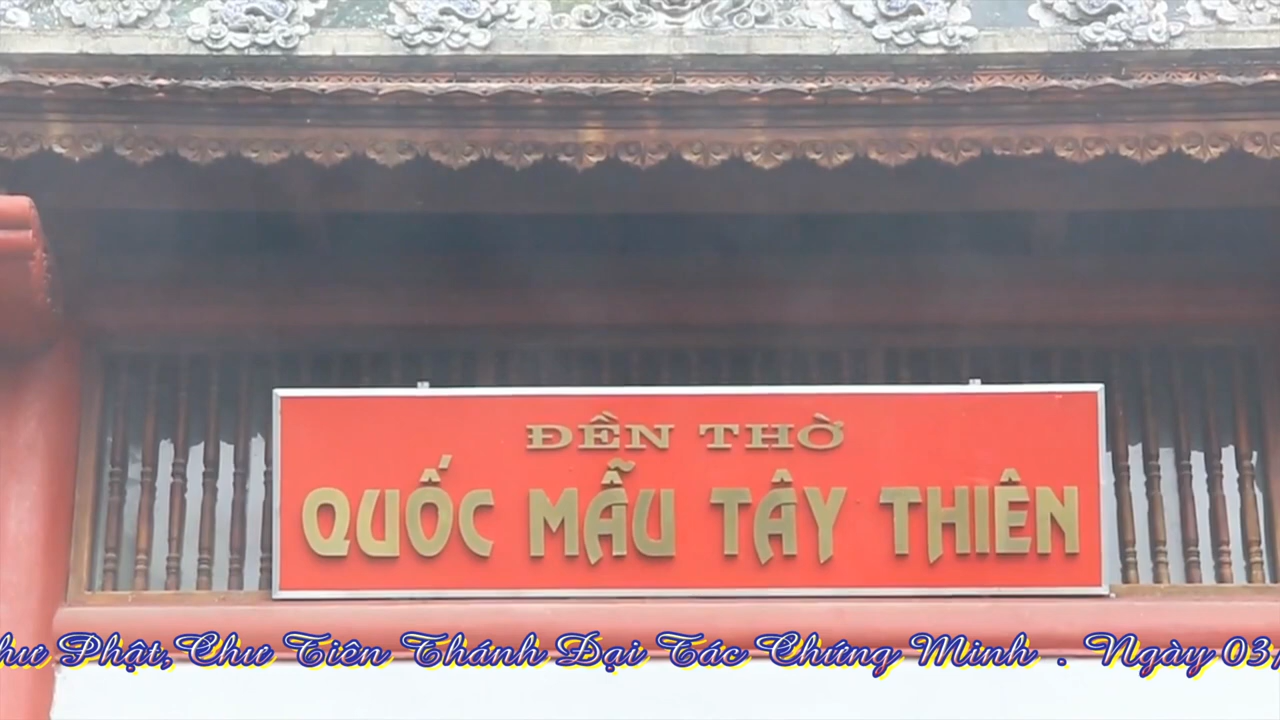 ĐỀN THỜ
QUỐC MẪU TÂY THIÊN
Phật, Chư Tiên Thánh Đại Tác Chứng Minh . Ngày 03/